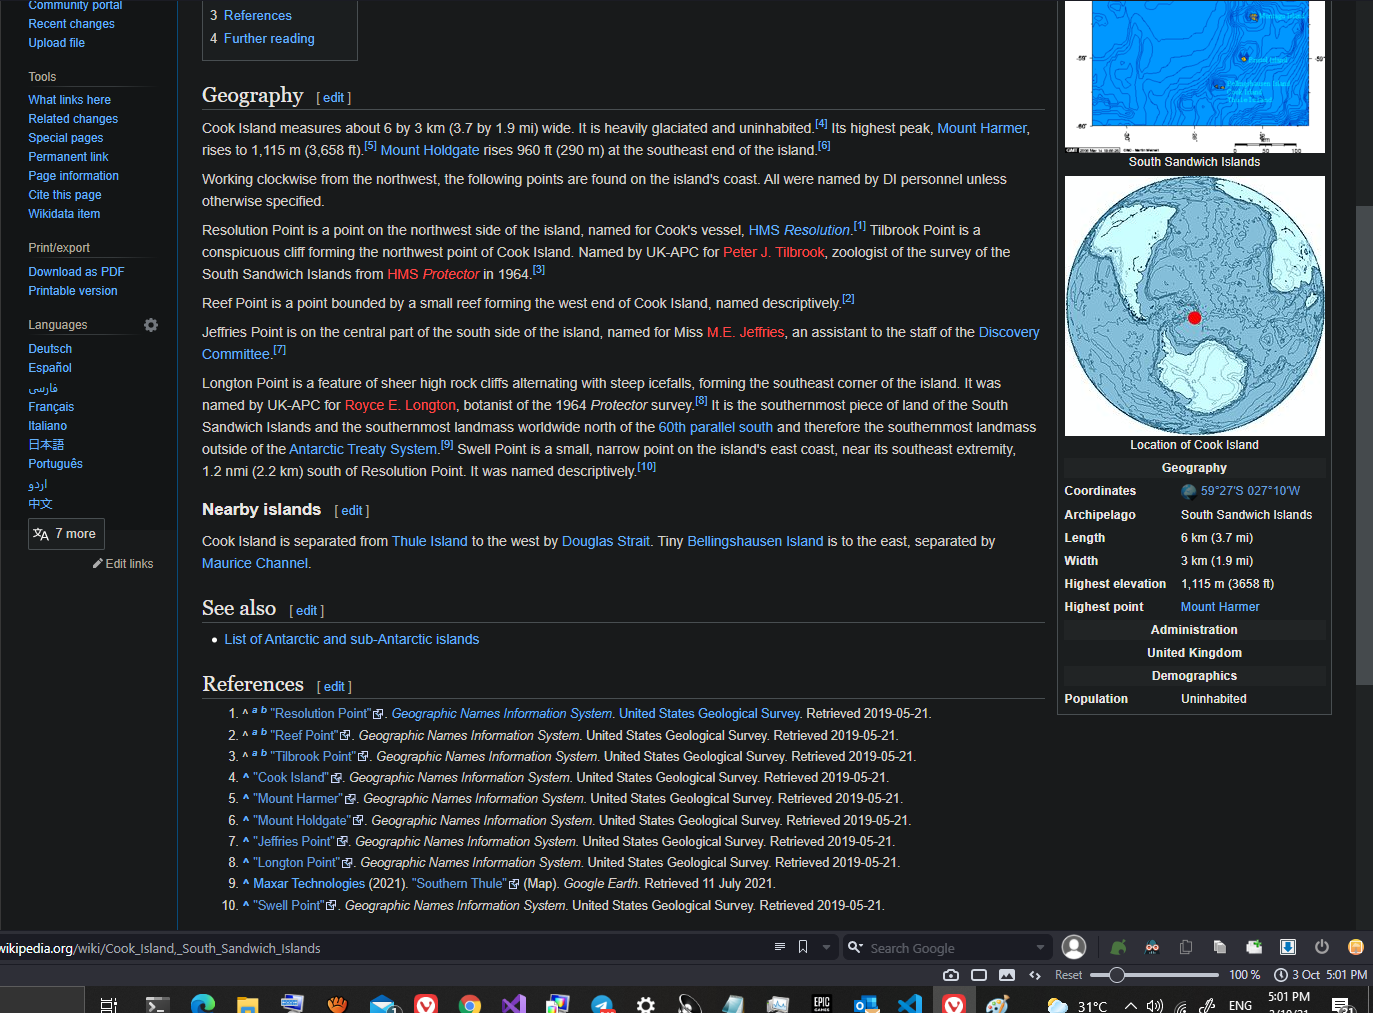 Community portal
Recent changes
Upload file
Tools
What links here
Related changes
Special pages
Permanent link
Page information
Cite this page
Wikidata item
Print/export
Download as PDF
Printable version
Languages
Deutsch
Español
فارسی
Français
Italiano
日本語
Português
اردو
中文
7 more
Edit links
3 References
4 Further reading
Geography [ edit ]
Cook Island measures about 6 by 3 km (3.7 by 1.9 mi) wide. It is heavily glaciated and uninhabited.[4] Its highest peak, Mount Harmer,
rises to 1,115 m (3,658 ft).[5] Mount Holdgate rises 960 ft (290 m) at the southeast end of the island.[6]
Working clockwise from the northwest, the following points are found on the island's coast. All were named by DI personnel unless
otherwise specified.
Resolution Point is a point on the northwest side of the island, named for Cook's vessel, HMS Resolution.[1] Tilbrook Point is a
conspicuous cliff forming the northwest point of Cook Island. Named by UK-APC for Peter J. Tilbrook, zoologist of the survey of the
South Sandwich Islands from HMS Protector in 1964.[3]
Reef Point is a point bounded by a small reef forming the west end of Cook Island, named descriptively.[2]
Jeffries Point is on the central part of the south side of the island, named for Miss M.E. Jeffries, an assistant to the staff of the Discovery
Committee.[7]
Longton Point is a feature of sheer high rock cliffs alternating with steep icefalls, forming the southeast corner of the island. It was
named by UK-APC for Royce E. Longton, botanist of the 1964 Protector survey.[8] It is the southernmost piece of land of the South
Sandwich Islands and the southernmost landmass worldwide north of the 60th parallel south and therefore the southernmost landmass
outside of the Antarctic Treaty System.[9] Swell Point is a small, narrow point on the island's east coast, near its southeast extremity,
1.2 nmi (2.2 km) south of Resolution Point. It was named descriptively.[10]
Nearby islands [ edit ]
Cook Island is separated from Thule Island to the west by Douglas Strait. Tiny Bellingshausen Island is to the east, separated by
Maurice Channel.
See also [ edit ]
• List of Antarctic and sub-Antarctic islands
References [ edit ]
1. ^ a b "Resolution Point". Geographic Names Information System. United States Geological Survey. Retrieved 2019-05-21.
2. ^ a b "Reef Point". Geographic Names Information System. United States Geological Survey. Retrieved 2019-05-21.
3. ^ a b "Tilbrook Point". Geographic Names Information System. United States Geological Survey. Retrieved 2019-05-21.
4. ^ "Cook Island". Geographic Names Information System. United States Geological Survey. Retrieved 2019-05-21.
5. ^ "Mount Harmer". Geographic Names Information System. United States Geological Survey. Retrieved 2019-05-21.
6. ^ "Mount Holdgate". Geographic Names Information System. United States Geological Survey. Retrieved 2019-05-21.
7. ^ "Jeffries Point". Geographic Names Information System. United States Geological Survey. Retrieved 2019-05-21.
8. ^ "Longton Point". Geographic Names Information System. United States Geological Survey. Retrieved 2019-05-21.
9. ^ Maxar Technologies (2021). "Southern Thule" (Map). Google Earth. Retrieved 11 July 2021.
10. ^ "Swell Point". Geographic Names Information System. United States Geological Survey. Retrieved 2019-05-21.
-59°
-59°
-60°
South Sandwich Islands
Location of Cook Island
Geography
Coordinates 59°27′S 027°10′W
Archipelago South Sandwich Islands
Length 6 km (3.7 mi)
Width 3 km (1.9 mi)
Highest elevation 1,115 m (3658 ft)
Highest point Mount Harmer
Administration
United Kingdom
Demographics
Population Uninhabited
wikipedia.org/wiki/Cook_Island,_South_Sandwich_Islands
Search Google
Reset 100 % 3 Oct 5:01 PM
EPIC GAMES
31°C
ENG
5:01 PM